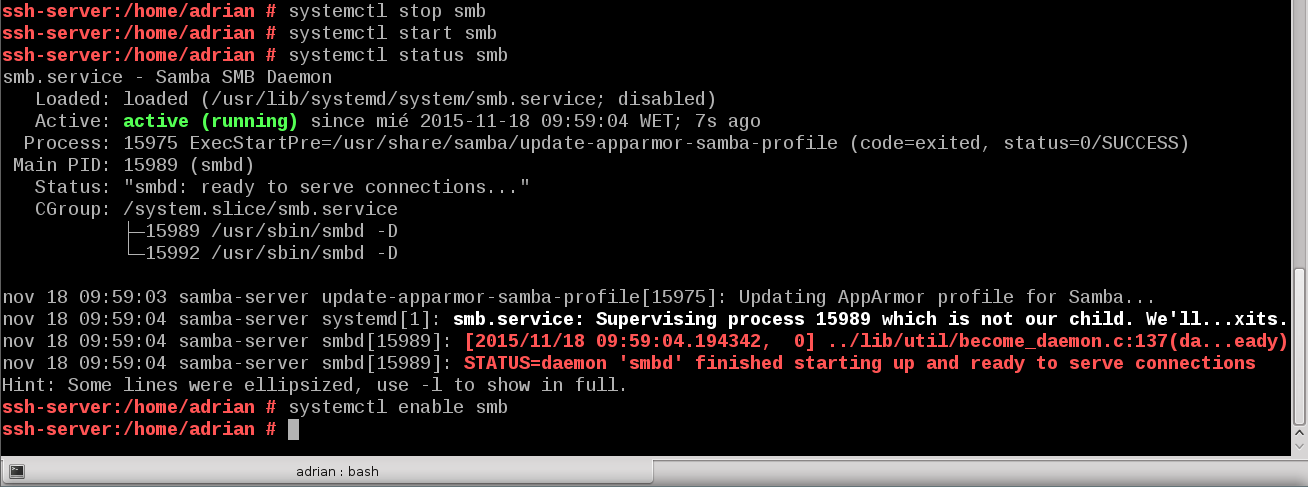 ssh-server:/home/adrian # systemctl stop smb
ssh-server:/home/adrian # systemctl start smb
ssh-server:/home/adrian # systemctl status smb
smb.service - Samba SMB Daemon
   Loaded: loaded (/usr/lib/systemd/system/smb.service; disabled)
   Active: active (running) since mié 2015-11-18 09:59:04 WET; 7s ago
  Process: 15975 ExecStartPre=/usr/share/samba/update-apparmor-samba-profile (code=exited, status=0/SUCCESS)
 Main PID: 15989 (smbd)
   Status: "smbd: ready to serve connections..."
   CGroup: /system.slice/smb.service
           ├─15989 /usr/sbin/smbd -D
           └─15992 /usr/sbin/smbd -D
nov 18 09:59:03 samba-server update-apparmor-samba-profile[15975]: Updating AppArmor profile for Samba...
nov 18 09:59:04 samba-server systemd[1]: smb.service: Supervising process 15989 which is not our child. We'll...xits.
nov 18 09:59:04 samba-server smbd[15989]: [2015/11/18 09:59:04.194342,  0] ../lib/util/become_daemon.c:137(da...eady)
nov 18 09:59:04 samba-server smbd[15989]: STATUS=daemon 'smbd' finished starting up and ready to serve connections
Hint: Some lines were ellipsized, use -l to show in full.
ssh-server:/home/adrian # systemctl enable smb
ssh-server:/home/adrian #
adrian : bash